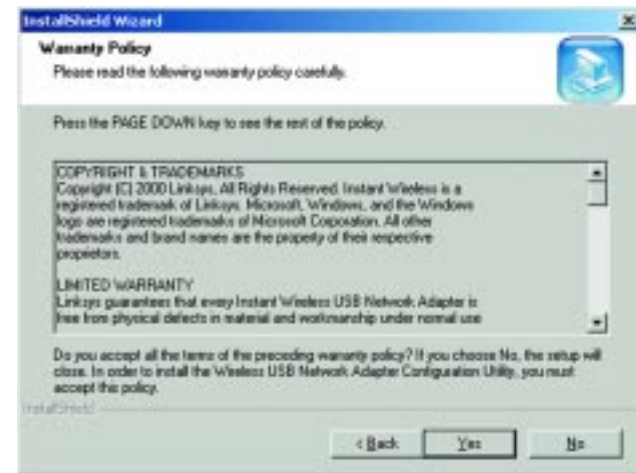 InstallShield Wizard
Warranty Policy
Please read the following warranty policy carefully.
Press the PAGE DOWN key to see the rest of the policy.
COPYRIGHT & TRADEMARKS
Copyright (C) 2000 Linksys, All Rights Reserved. Instant Wireless is a
registered trademark of Linksys. Microsoft, Windows, and the Windows
logo are registered trademarks of Microsoft Corporation. All other
trademarks and brand names are the property of their respective
proprietors.
LIMITED WARRANTY
Linksys guarantees that every Instant Wireless USB Network Adapter is
free from physical defects in material and workmanship under normal use
Do you accept all the terms of the preceding warranty policy? If you choose No, the setup will
close. In order to install the Wireless USB Network Adapter Configuration Utility, you must
accept this policy.
InstallShield
< Back Yes No